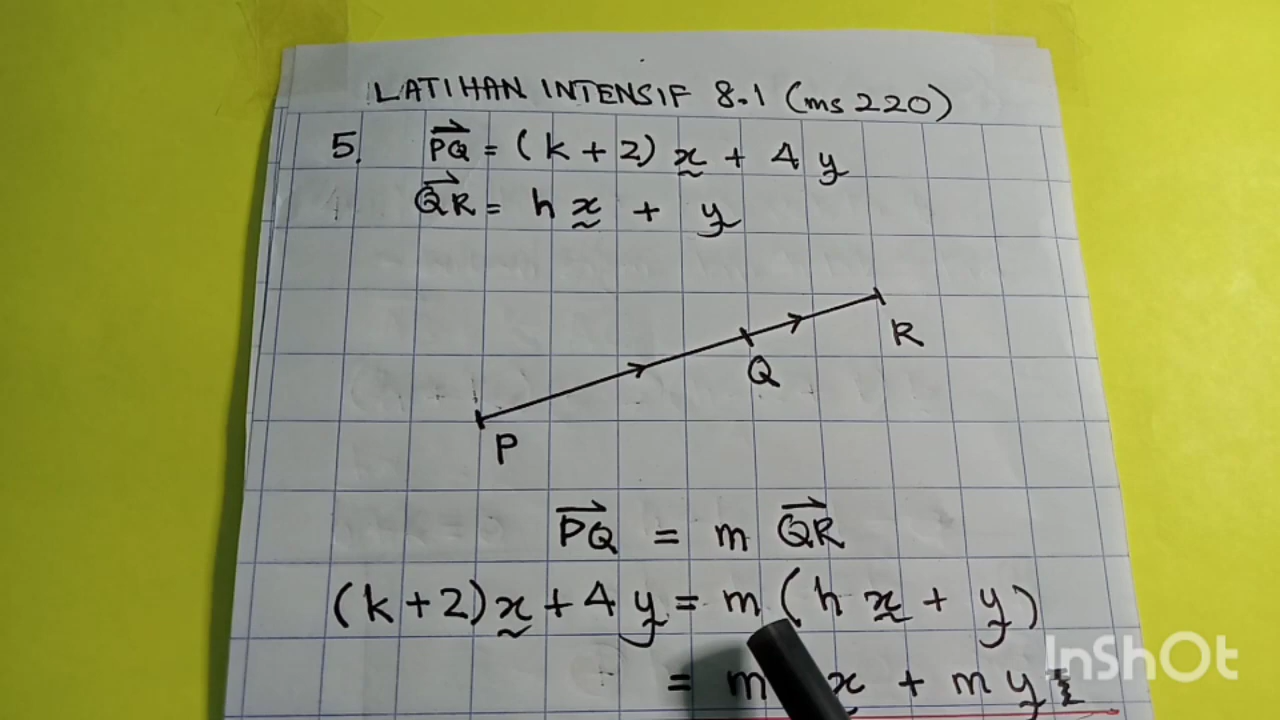 LATIHAN INTENSIF 8.1 (ms 220)
5. PQ = (k + 2) x + 4 y
QR = h x + y
R
Q
P
PQ = m QR
(k + 2) x + 4 y = m (h x + y)
= m x + m y
InShOt